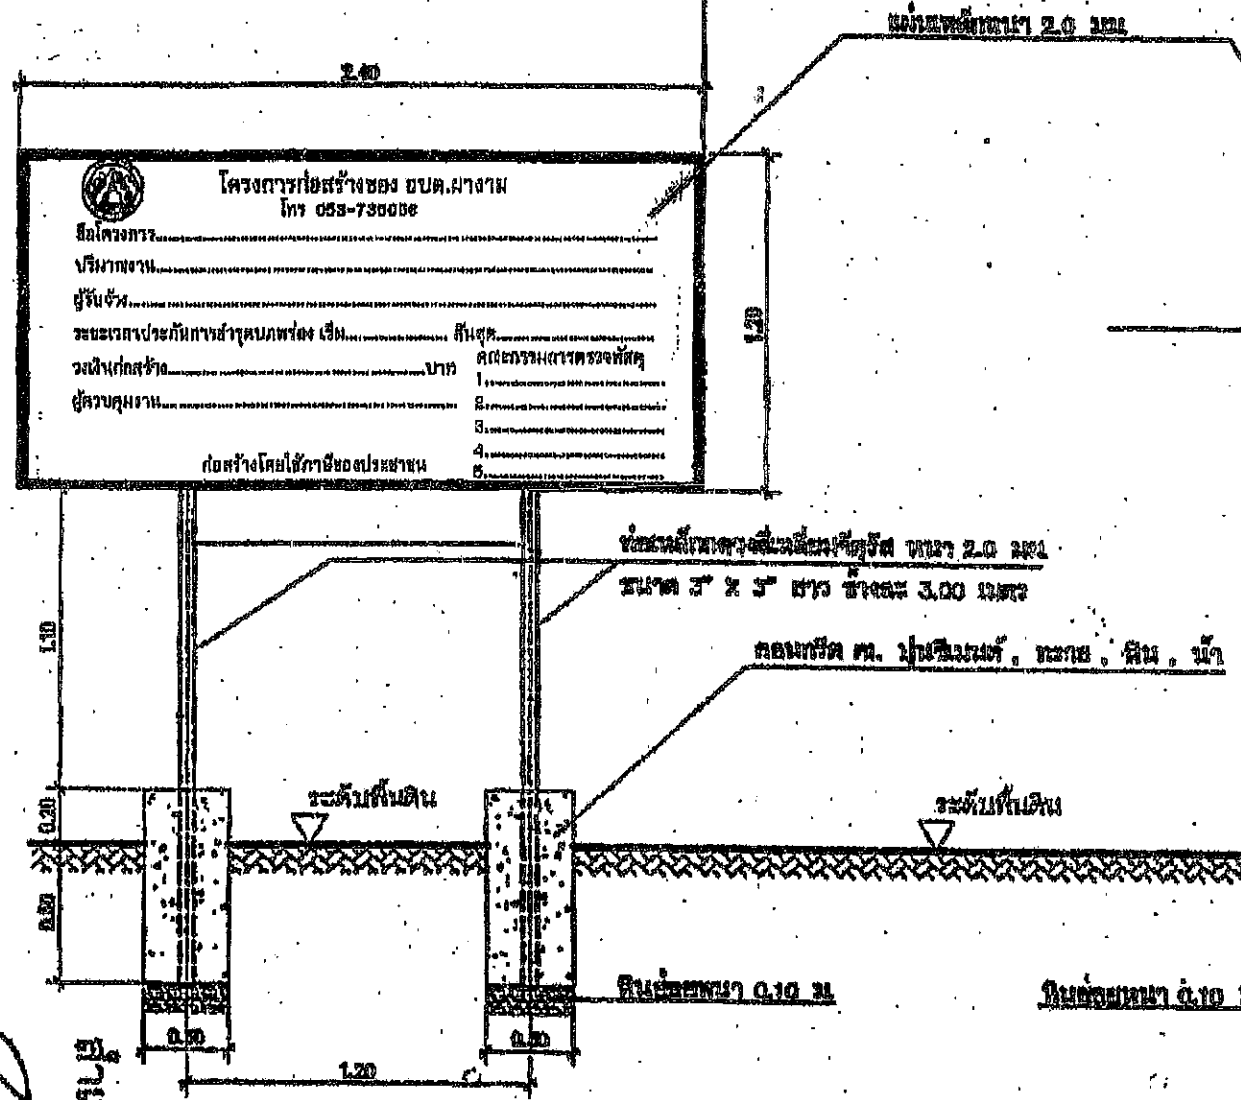 แผ่นเหล็กหนา 2.0 มม.
2.40
โครงการก่อสร้างของ อบต.ผางาม
โทร 053-736006
ชื่อโครงการ
ปริมาณงาน
ผู้รับจ้าง
ระยะเวลาประกันการชำรุดบกพร่อง เริ่ม สิ้นสุด
วงเงินก่อสร้าง บาท
คณะกรรมการตรวจพัสดุ
1
ผู้ควบคุมงาน
2
3
4
5
ก่อสร้างโดยใช้ภาษีของประชาชน
1.20
ท่อเหล็กกลวงสี่เหลี่ยมจัตุรัส หนา 2.0 มม.
ขนาด 3" X 3" ยาว ข้างละ 3.00 เมตร
1.10
คอนกรีต ผสม ปูนซีเมนต์ , ทราย , หิน , น้ำ
ระดับพื้นดิน
ระดับพื้นดิน
0.20
หินย่อยหนา 0.10 ม.
หินย่อยหนา 0.10
0.30
0.30
1.20